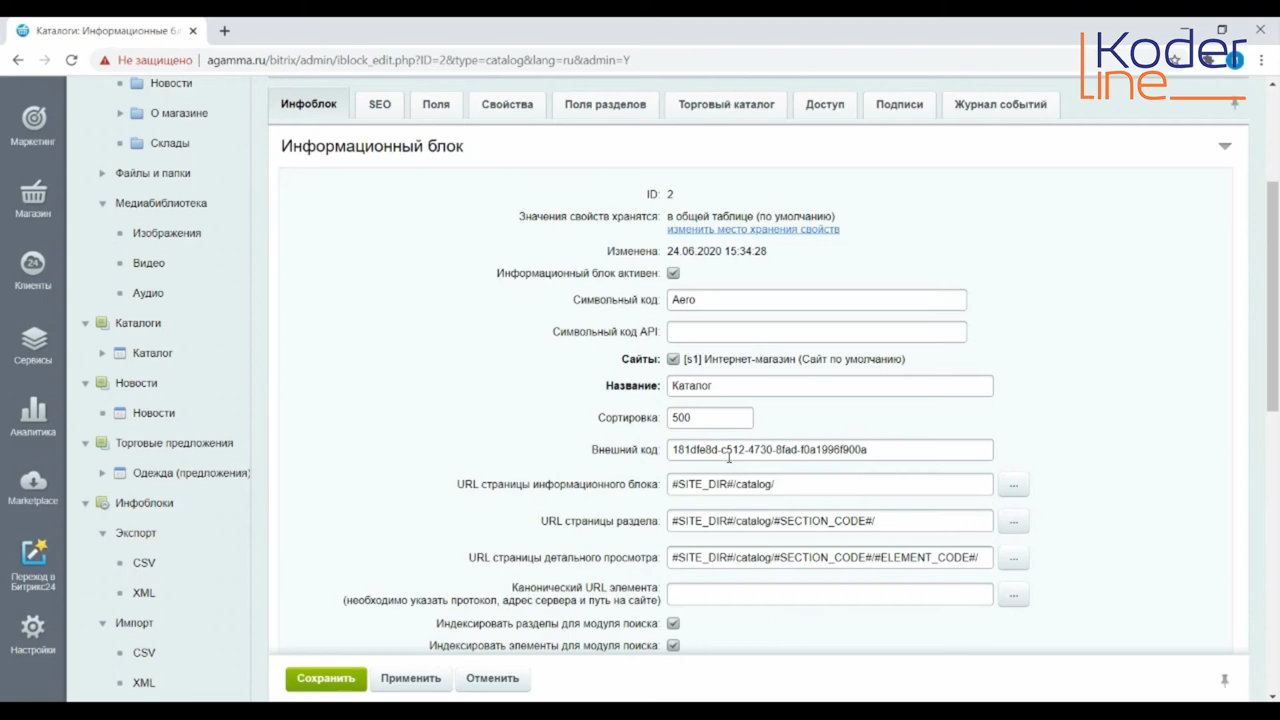 Каталоги: Информационные бл
Не защищено
agamma.ru/bitrix/admin/iblock_edit.php?ID=2&type=catalog&lang=ru&admin=Y
Koder
line
Маркетинг
Магазин
24
Клиенты
Сервисы
Аналитика
Marketplace
Переход в
Битрикс24
Настройки
Новости
О магазине
Склады
Файлы и папки
Медиабиблиотека
Изображения
Видео
Аудио
Каталоги
Каталог
Новости
Новости
Торговые предложения
Одежда (предложения)
Инфоблоки
Экспорт
CSV
XML
Импорт
CSV
XML
Инфоблок SEO Поля Свойства Поля разделов Торговый каталог Доступ Подписи Журнал событий
Информационный блок
ID: 2
Значения свойств хранятся: в общей таблице (по умолчанию)
изменить место хранения свойств
Изменена: 24.06.2020 15:34:28
Информационный блок активен:
Символьный код: Aero
Символьный код API:
Сайты: [s1] Интернет-магазин (Сайт по умолчанию)
Название: Каталог
Сортировка: 500
Внешний код: 181dfe8d-c512-4730-8fad-f0a1996f900a
URL страницы информационного блока: #SITE_DIR#/catalog/ ...
URL страницы раздела: #SITE_DIR#/catalog/#SECTION_CODE#/ ...
URL страницы детального просмотра: #SITE_DIR#/catalog/#SECTION_CODE#/#ELEMENT_CODE#/ ...
Канонический URL элемента:
(необходимо указать протокол, адрес сервера и путь на сайте) ...
Индексировать разделы для модуля поиска:
Индексировать элементы для модуля поиска:
Сохранить Применить Отменить